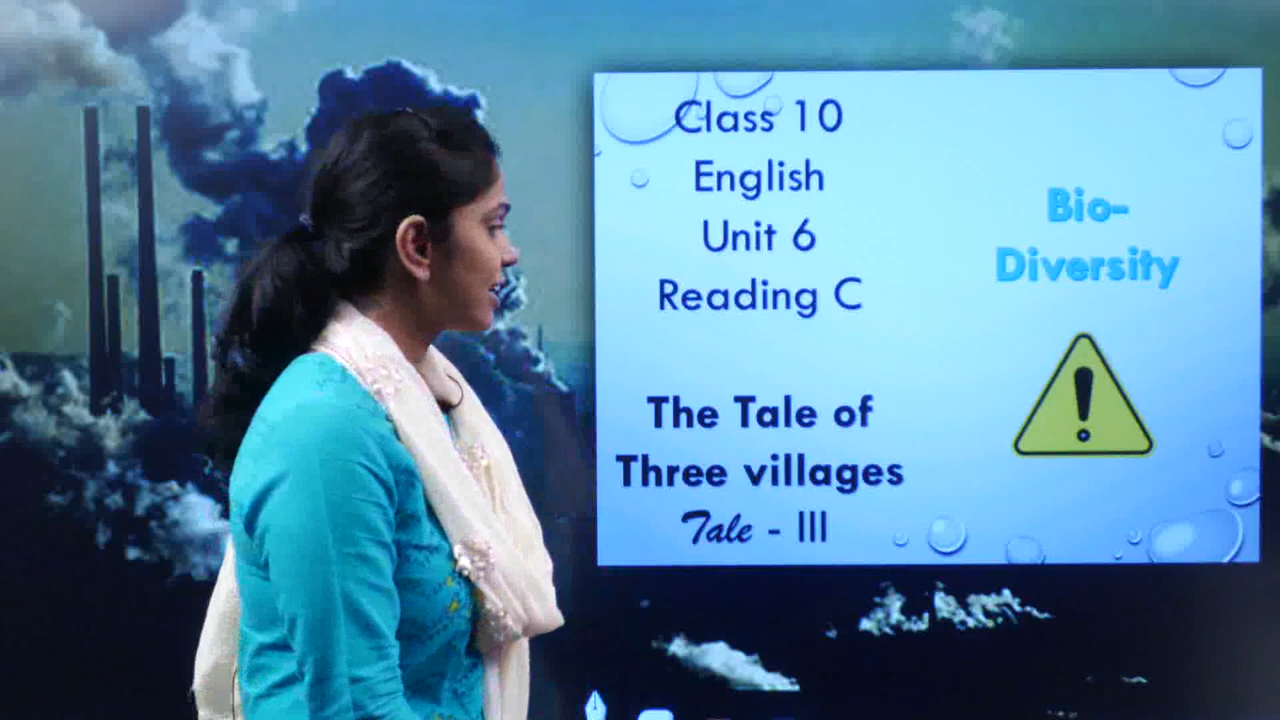 Class 10
English
Unit 6
Reading C
The Tale of
Three villages
Tale - III
Bio-
Diversity